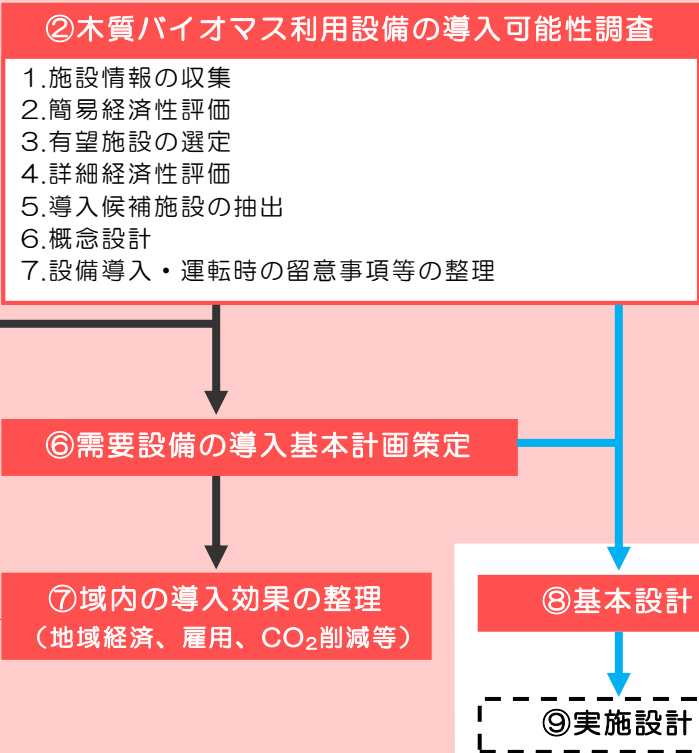 ②木質バイオマス利用設備の導入可能性調査
1.施設情報の収集
2.簡易経済性評価
3.有望施設の選定
4.詳細経済性評価
5.導入候補施設の抽出
6.概念設計
7.設備導入・運転時の留意事項等の整理
⑥需要設備の導入基本計画策定
⑦域内の導入効果の整理
（地域経済、雇用、CO₂削減等）
⑧基本設計
⑨実施設計